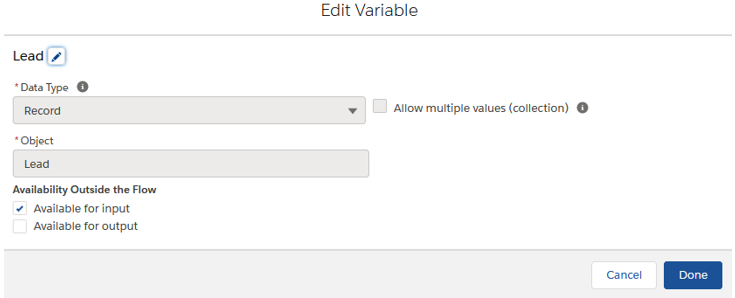 Edit Variable
Lead
* Data Type
Record
Allow multiple values (collection)
* Object
Lead
Availability Outside the Flow
Available for input
Available for output
Cancel Done